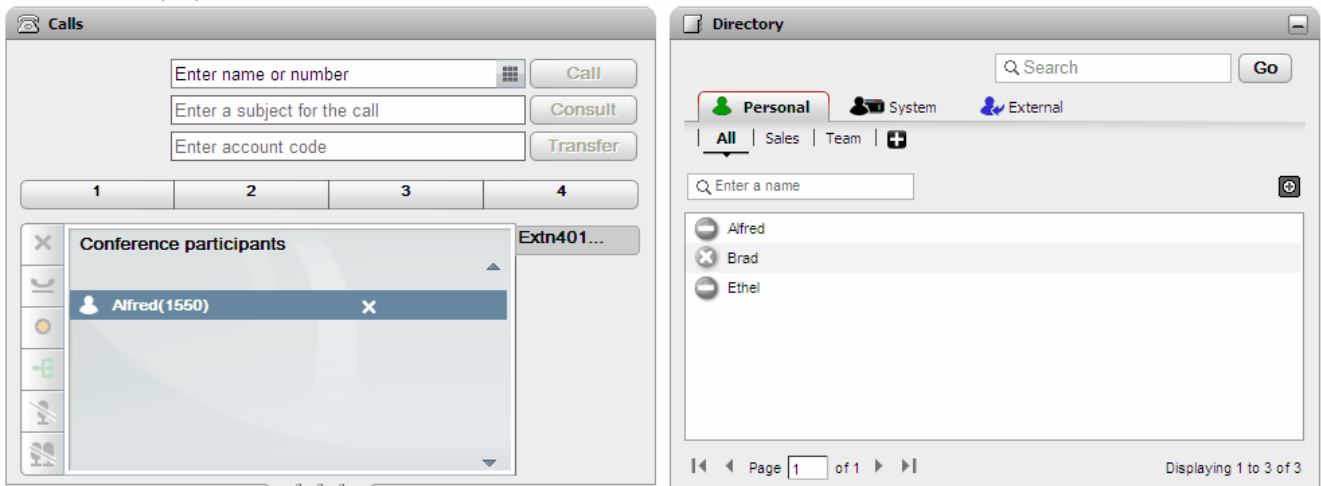 Calls
Enter name or number
Call
Enter a subject for the call
Consult
Enter account code
Transfer
1 2 3 4
Conference participants
Extn401...
Alfred(1550)
Directory
Search
Go
Personal System External
All Sales Team
Enter a name
Alfred
Brad
Ethel
Page 1 of 1
Displaying 1 to 3 of 3